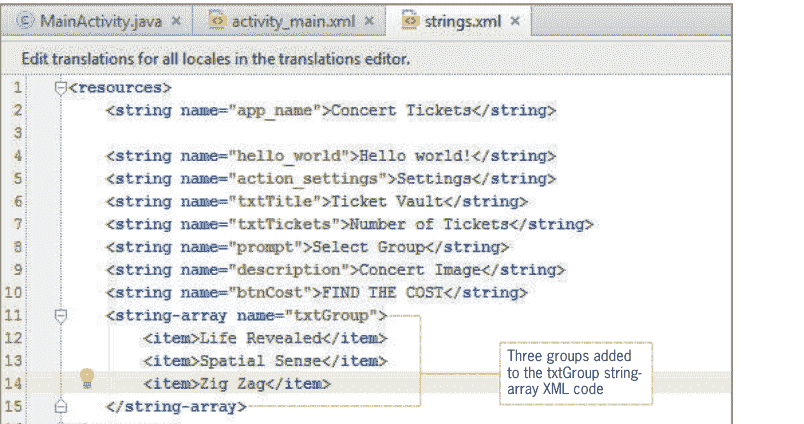 MainActivity.java × activity_main.xml × strings.xml ×
Edit translations for all locales in the translations editor.
1 <resources>
2 <string name="app_name">Concert Tickets</string>
3
4 <string name="hello_world">Hello world!</string>
5 <string name="action_settings">Settings</string>
6 <string name="txtTitle">Ticket Vault</string>
7 <string name="txtTickets">Number of Tickets</string>
8 <string name="prompt">Select Group</string>
9 <string name="description">Concert Image</string>
10 <string name="btnCost">FIND THE COST</string>
11 <string-array name="txtGroup">
12 <item>Life Revealed</item>
13 <item>Spatial Sense</item>
14 <item>Zig Zag</item>
15 </string-array>
Three groups added
to the txtGroup string-
array XML code